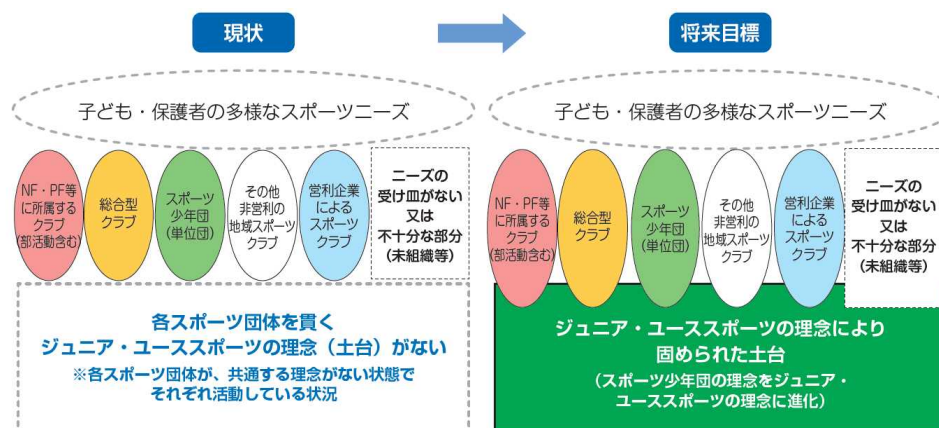 現状
子ども・保護者の多様なスポーツニーズ
NF・PF等
に所属する
クラブ
(部活動含む)
総合型
クラブ
スポーツ
少年団
(単位団)
その他
非営利の
地域スポーツ
クラブ
営利企業
による
スポーツ
クラブ
ニーズの
受け皿がない
又は
不十分な部分
(未組織等)
各スポーツ団体を貫く
ジュニア・ユーススポーツの理念(土台)がない
※各スポーツ団体が、共通する理念がない状態で
それぞれ活動している状況
将来目標
子ども・保護者の多様なスポーツニーズ
NF・PF等
に所属する
クラブ
(部活動含む)
総合型
クラブ
スポーツ
少年団
(単位団)
その他
非営利の
地域スポーツ
クラブ
営利企業
による
スポーツ
クラブ
ニーズの
受け皿がない
又は
不十分な部分
(未組織等)
ジュニア・ユーススポーツの理念により
固められた土台
(スポーツ少年団の理念をジュニア・
ユーススポーツの理念に進化)